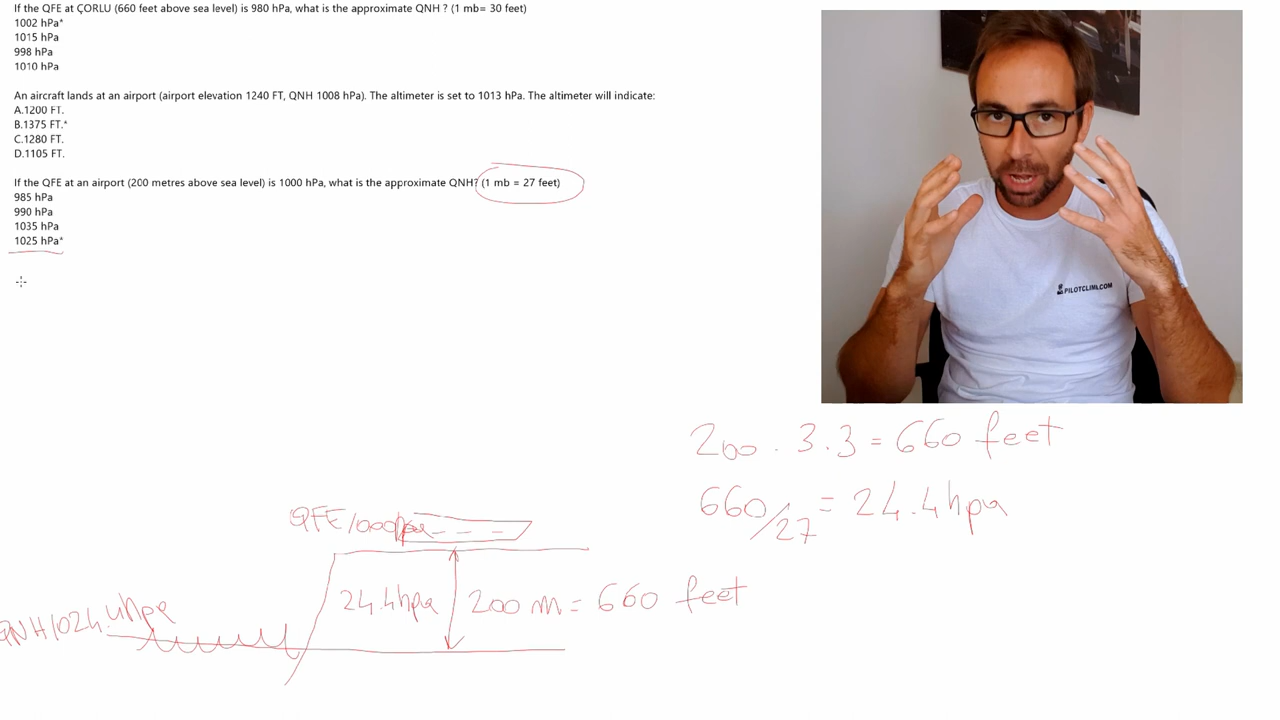 If the QFE at ÇORLU (660 feet above sea level) is 980 hPa, what is the approximate QNH ? (1 mb= 30 feet)
1002 hPa*
1015 hPa
998 hPa
1010 hPa
An aircraft lands at an airport (airport elevation 1240 FT, QNH 1008 hPa). The altimeter is set to 1013 hPa. The altimeter will indicate:
A.1200 FT.
B.1375 FT.*
C.1280 FT.
D.1105 FT.
If the QFE at an airport (200 metres above sea level) is 1000 hPa, what is the approximate QNH? (1 mb = 27 feet)
985 hPa
990 hPa
1035 hPa
1025 hPa*
PILOTCLIMB.COM
200 . 3.3 = 660 feet
660/27 = 24.4hpa
QFE/1000hpa
24.4hpa
200 m = 660 feet
QNH/1024.4hpa